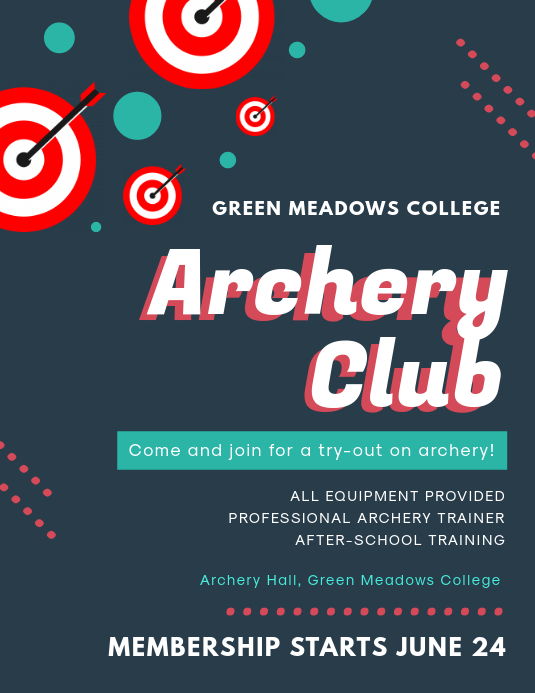 GREEN MEADOWS COLLEGE
Archery
Club
Come and join for a try-out on archery!
ALL EQUIPMENT PROVIDED
PROFESSIONAL ARCHERY TRAINER
AFTER-SCHOOL TRAINING
Archery Hall, Green Meadows College
MEMBERSHIP STARTS JUNE 24